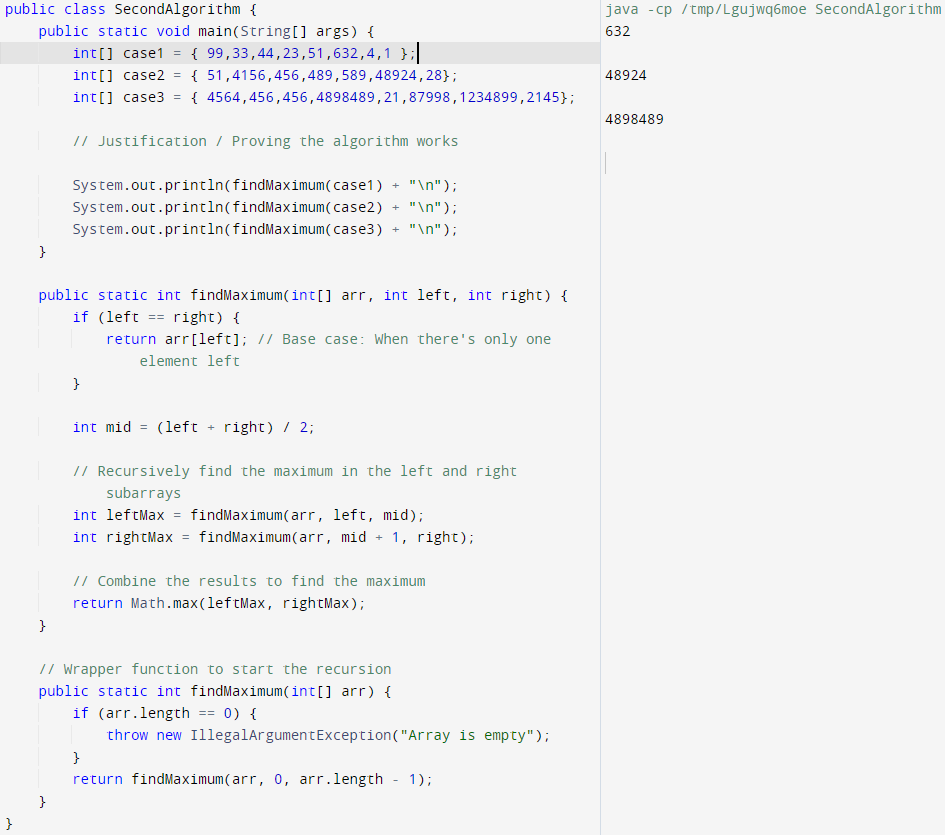 public class SecondAlgorithm {
public static void main(String[] args) {
int[] case1 = { 99,33,44,23,51,632,4,1 };
int[] case2 = { 51,4156,456,489,589,48924,28};
int[] case3 = { 4564,456,456,4898489,21,87998,1234899,2145};
// Justification / Proving the algorithm works
System.out.println(findMaximum(case1) + "\n");
System.out.println(findMaximum(case2) + "\n");
System.out.println(findMaximum(case3) + "\n");
}
public static int findMaximum(int[] arr, int left, int right) {
if (left == right) {
return arr[left]; // Base case: When there's only one
element left
}
int mid = (left + right) / 2;
// Recursively find the maximum in the left and right
subarrays
int leftMax = findMaximum(arr, left, mid);
int rightMax = findMaximum(arr, mid + 1, right);
// Combine the results to find the maximum
return Math.max(leftMax, rightMax);
}
// Wrapper function to start the recursion
public static int findMaximum(int[] arr) {
if (arr.length == 0) {
throw new IllegalArgumentException("Array is empty");
}
return findMaximum(arr, 0, arr.length - 1);
}
}
java -cp /tmp/Lgujwq6moe SecondAlgorithm
632
48924
4898489